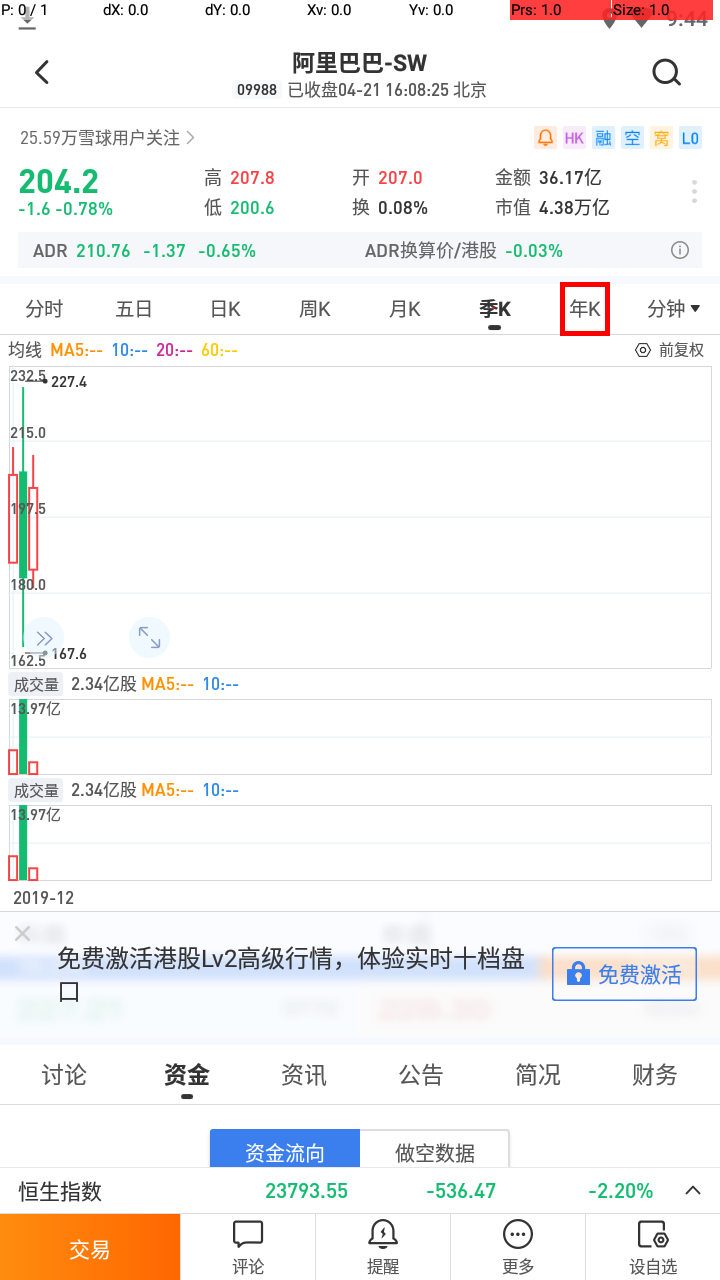 P: 0 / 1 dX: 0.0 dY: 0.0 Xv: 0.0 Yv: 0.0 Prs: 1.0 Size: 1.0
9:44
阿里巴巴-SW
09988 已收盘04-21 16:08:25 北京
25.59万雪球用户关注
HK 融 空 窝 L0
204.2 高 207.8 开 207.0 金额 36.17亿
-1.6 -0.78% 低 200.6 换 0.08% 市值 4.38万亿
ADR 210.76 -1.37 -0.65% ADR换算价/港股 -0.03%
分时 五日 日K 周K 月K 季K 年K 分钟
均线 MA5:-- 10:-- 20:-- 60:-- 前复权
232.5 227.4
215.0
197.5
180.0
162.5 167.6
成交量 2.34亿股 MA5:-- 10:--
13.97亿
成交量 2.34亿股 MA5:-- 10:--
13.97亿
2019-12
免费激活港股Lv2高级行情，体验实时十档盘
口
免费激活
讨论 资金 资讯 公告 简况 财务
资金流向 做空数据
恒生指数 23793.55 -536.47 -2.20%
交易 评论 提醒 更多 设自选